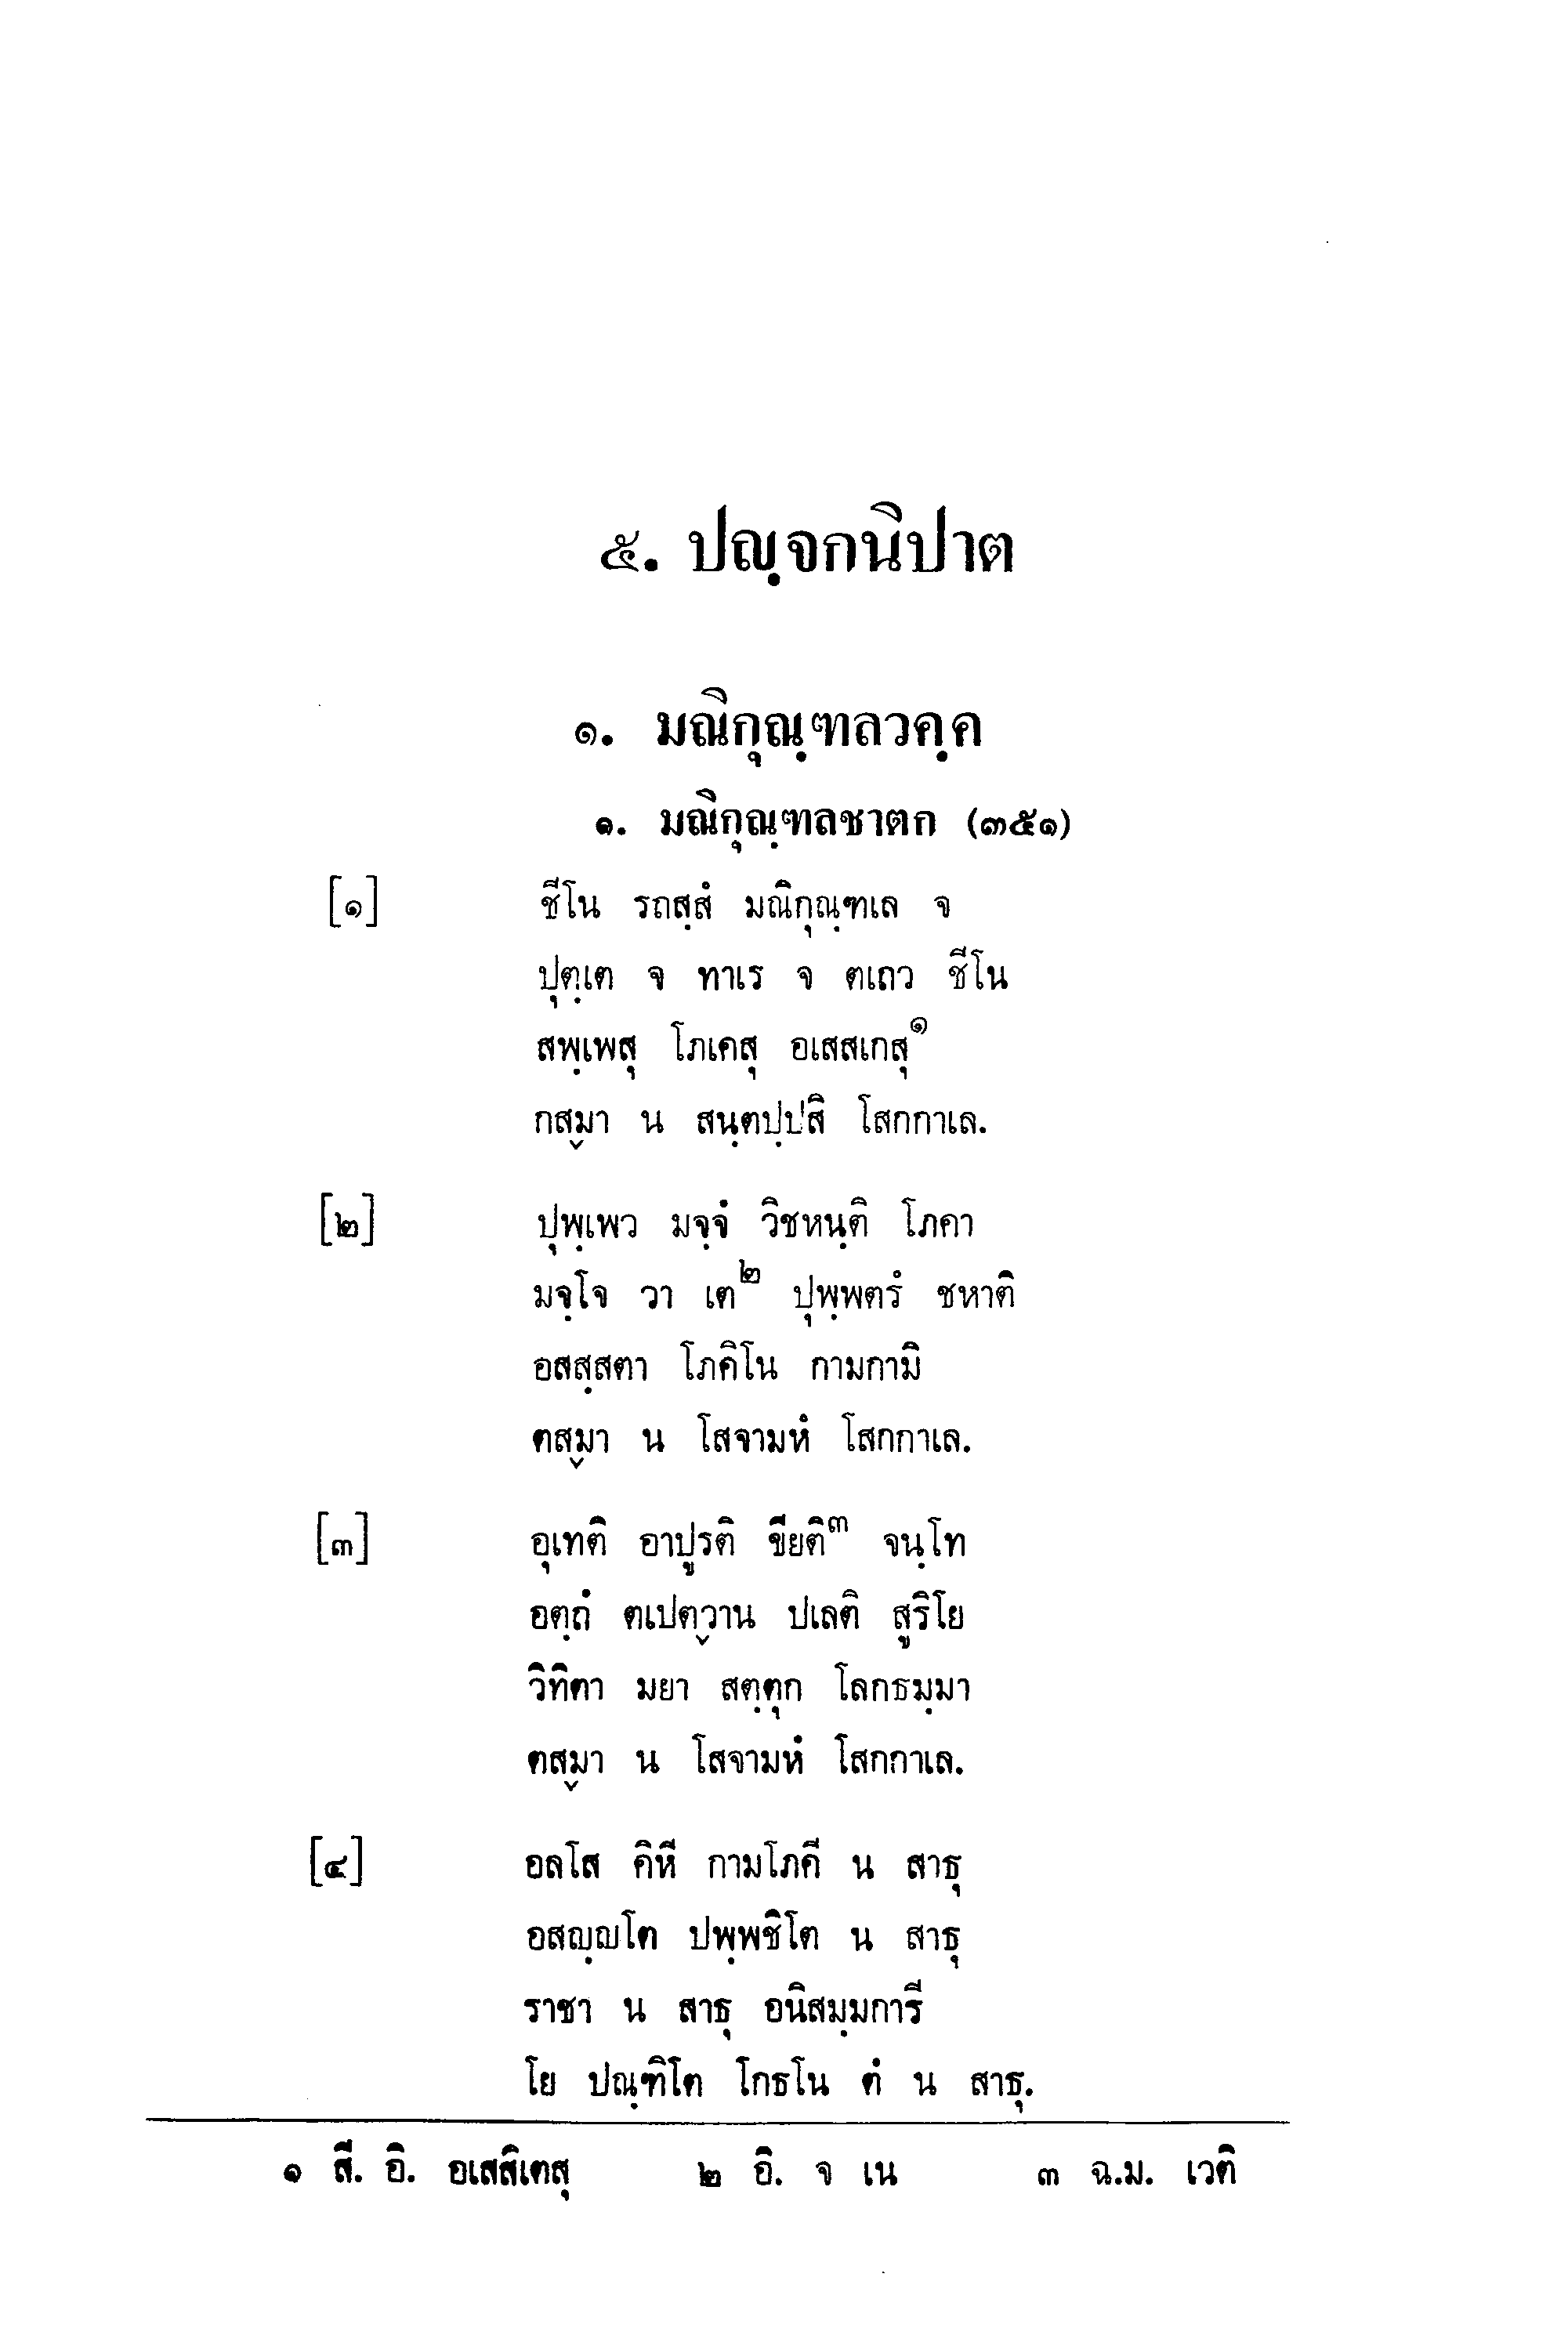 ๕. ปญฺจกนิปาต
๑. มณิกุณฺฑลวคฺค
๑. มณิกุณฺฑลชาตก (๓๕๑)
[๑] ชีโน รถสฺสํ มณิกุณฺฑเล จ
ปุตฺเต จ ทาเร จ ตเถว ชีโน
สพฺเพสุ โภเคสุ อเสสเกสุ๑
กสฺมา น สนฺตปฺปสิ โสกกาเล.
[๒] ปุพฺเพว มจฺจํ วิชหนฺติ โภคา
มจฺโจ วา เต๒ ปุพฺพตรํ ชหาติ
อสสฺสตา โภคิโน กามกามิ
ตสฺมา น โสจามหํ โสกกาเล.
[๓] อุเทติ อาปูรติ ขียติ๓ จนฺโท
อตฺถํ ตเปตฺวาน ปเลติ สูริโย
วิทิตา มยา สตฺตุก โลกธมฺมา
ตสฺมา น โสจามหํ โสกกาเล.
[๔] อลโส คิหี กามโภคี น สาธุ
อสญฺญโต ปพฺพชิโต น สาธุ
ราชา น สาธุ อนิสมฺมการี
โย ปณฺฑิโต โกธโน ตํ น สาธุ.
๑ สี. อิ. อเสสิเตสุ ๒ อิ. จ เน ๓ ฉ.ม. เวติ